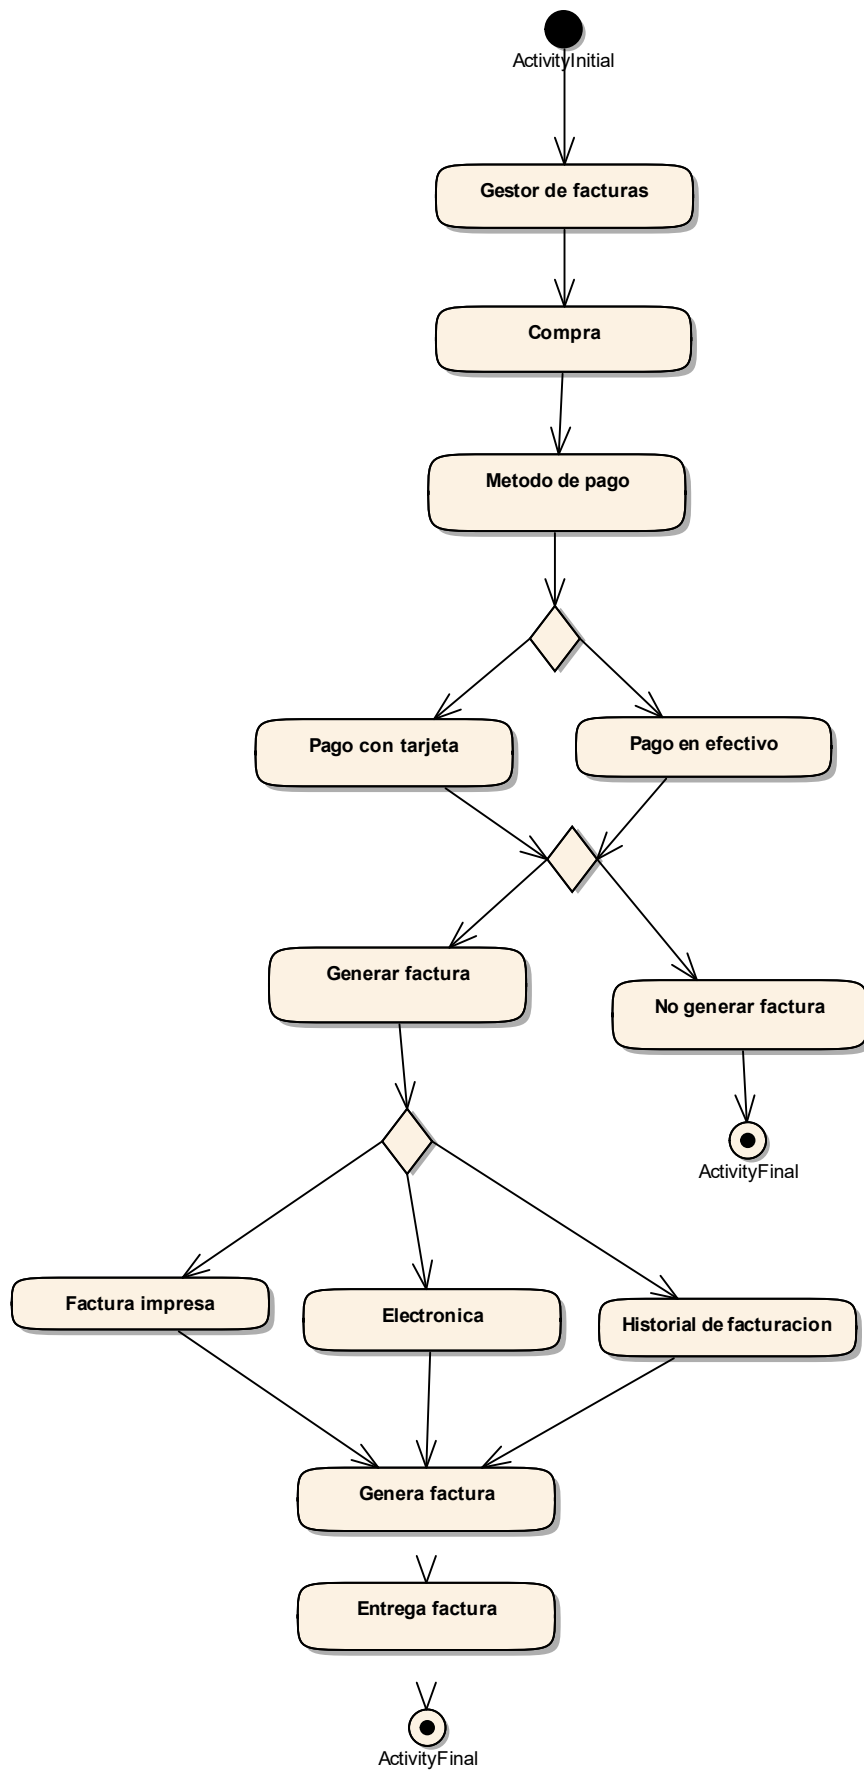 ActivityInitial
Gestor de facturas
Compra
Metodo de pago
Pago con tarjeta
Pago en efectivo
Generar factura
No generar factura
ActivityFinal
Factura impresa
Electronica
Historial de facturacion
Genera factura
Entrega factura
ActivityFinal